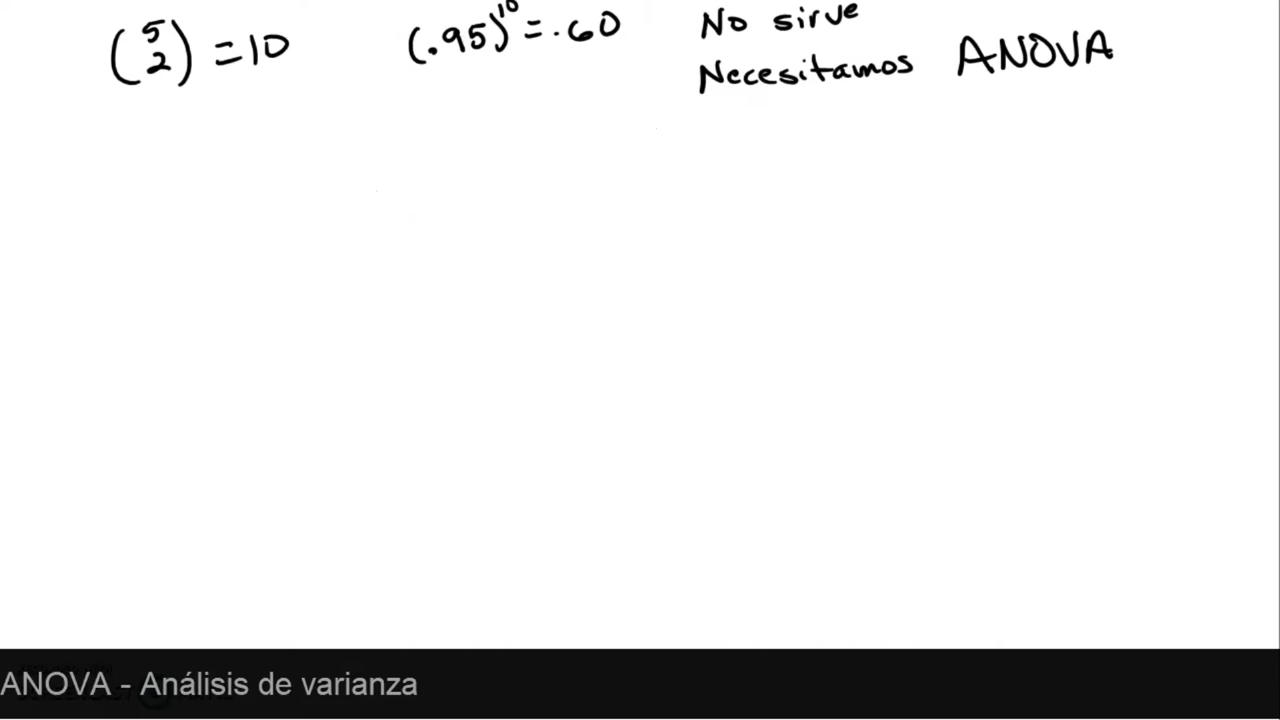 (5 2) = 10
(.95)^10 = .60
No sirve
Necesitamos ANOVA
ANOVA - Análisis de varianza